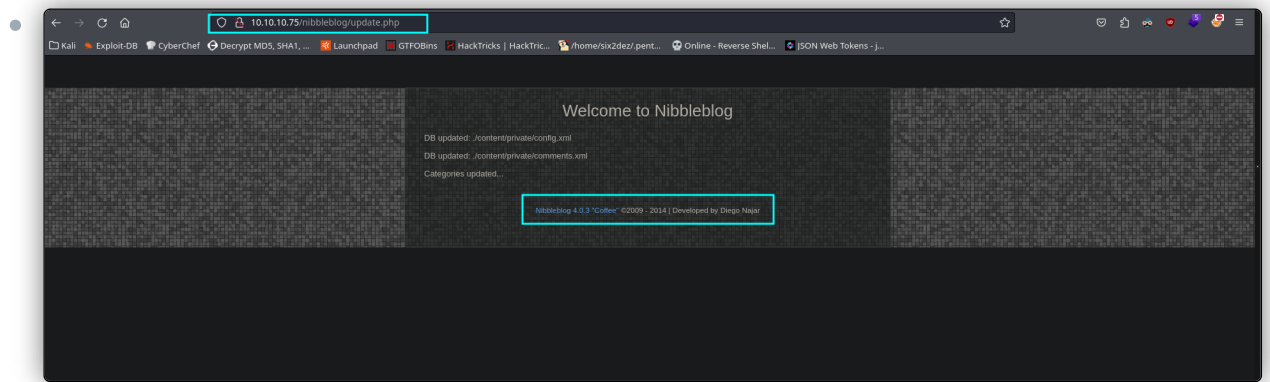 10.10.10.75/nibbleblog/update.php
Kali Exploit-DB CyberChef Decrypt MD5, SHA1, ... Launchpad GTFOBins HackTricks | HackTric... /home/six2dez/.pent... Online - Reverse Shel... JSON Web Tokens - j...
Welcome to Nibbleblog
DB updated: ./content/private/config.xml
DB updated: ./content/private/comments.xml
Categories updated...
Nibbleblog 4.0.3 "Coffee" ©2009 - 2014 | Developed by Diego Najar